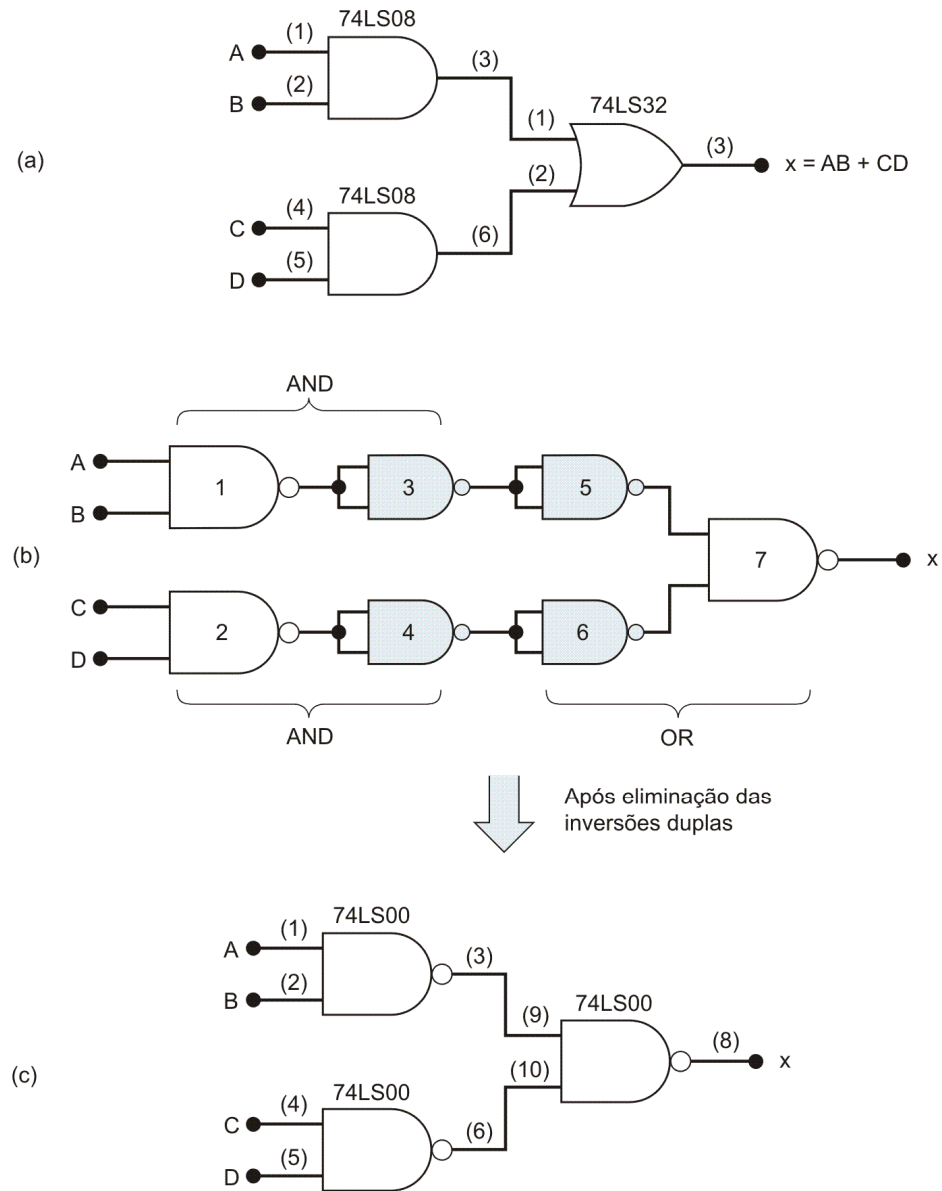 74LS08
A (1)
(3)
B (2)
74LS32
(1)
(a)
(3)
x = AB + CD
(2)
74LS08
C (4)
(6)
D (5)
AND
A
1
3
5
B
(b)
7
x
C
2
4
6
D
AND
OR
Após eliminação das
inversões duplas
74LS00
A (1)
(3)
B (2)
74LS00
(9)
(8)
x
(c)
(10)
74LS00
C (4)
(6)
D (5)